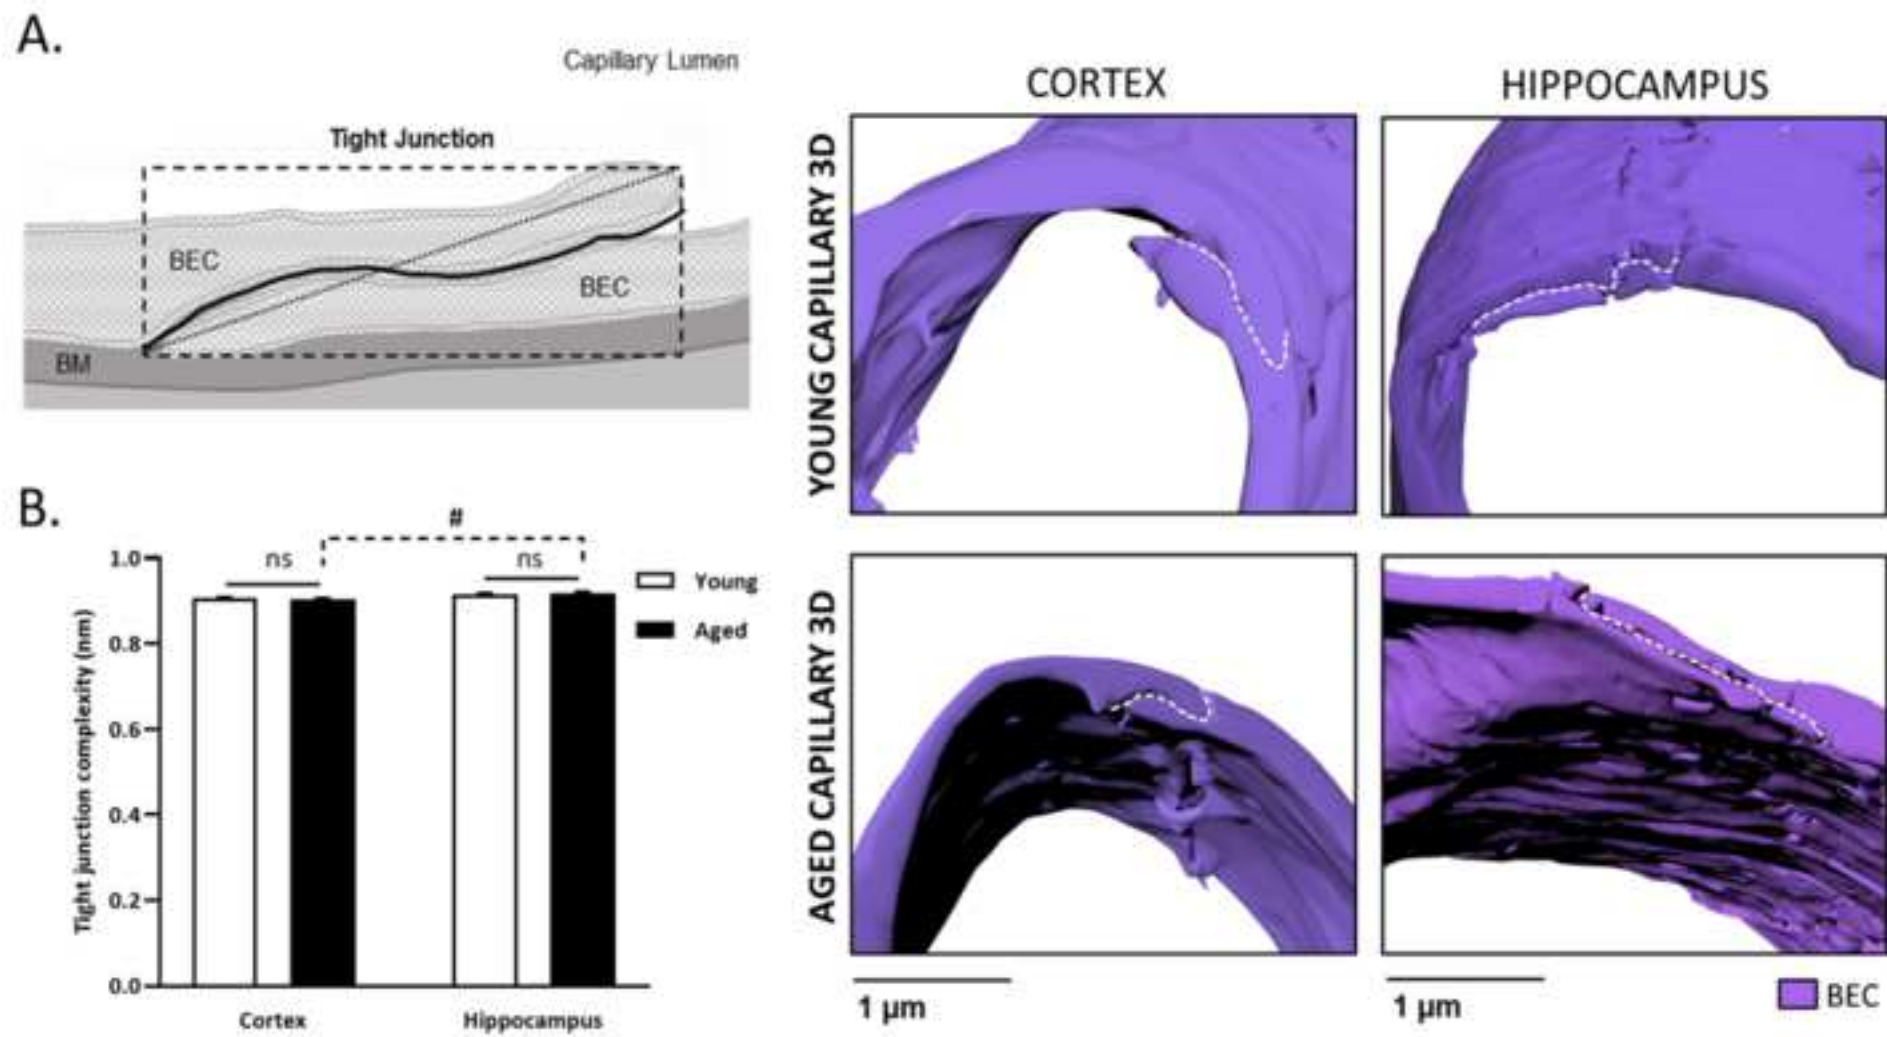 A.
Capillary Lumen
Tight Junction
BEC
BEC
BM
CORTEX
HIPPOCAMPUS
YOUNG CAPILLARY 3D
AGED CAPILLARY 3D
1 µm
1 µm
BEC
B.
#
ns
ns
Young
Aged
Tight junction complexity (nm)
1.0
0.8
0.6
0.4
0.2
0.0
Cortex
Hippocampus